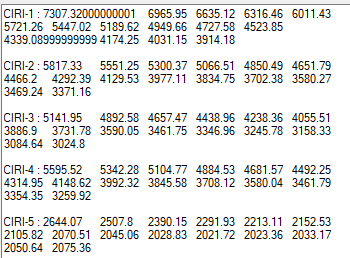 CIRI-1 : 7307.32000000001 6965.95 6635.12 6316.46 6011.43
5721.26 5447.02 5189.62 4949.66 4727.58 4523.85
4339.08999999999 4174.25 4031.15 3914.18
CIRI-2 : 5817.33 5551.25 5300.37 5066.51 4850.49 4651.79
4466.2 4292.39 4129.53 3977.11 3834.75 3702.38 3580.27
3469.24 3371.16
CIRI-3 : 5141.95 4892.58 4657.47 4438.96 4238.36 4055.51
3886.9 3731.78 3590.05 3461.75 3346.96 3245.78 3158.33
3084.64 3024.8
CIRI-4 : 5595.52 5342.28 5104.77 4884.53 4681.57 4492.25
4314.95 4148.62 3992.32 3845.58 3708.12 3580.04 3461.79
3354.35 3259.92
CIRI-5 : 2644.07 2507.8 2390.15 2291.93 2213.11 2152.53
2105.82 2070.51 2045.06 2028.83 2021.72 2023.36 2033.17
2050.64 2075.36